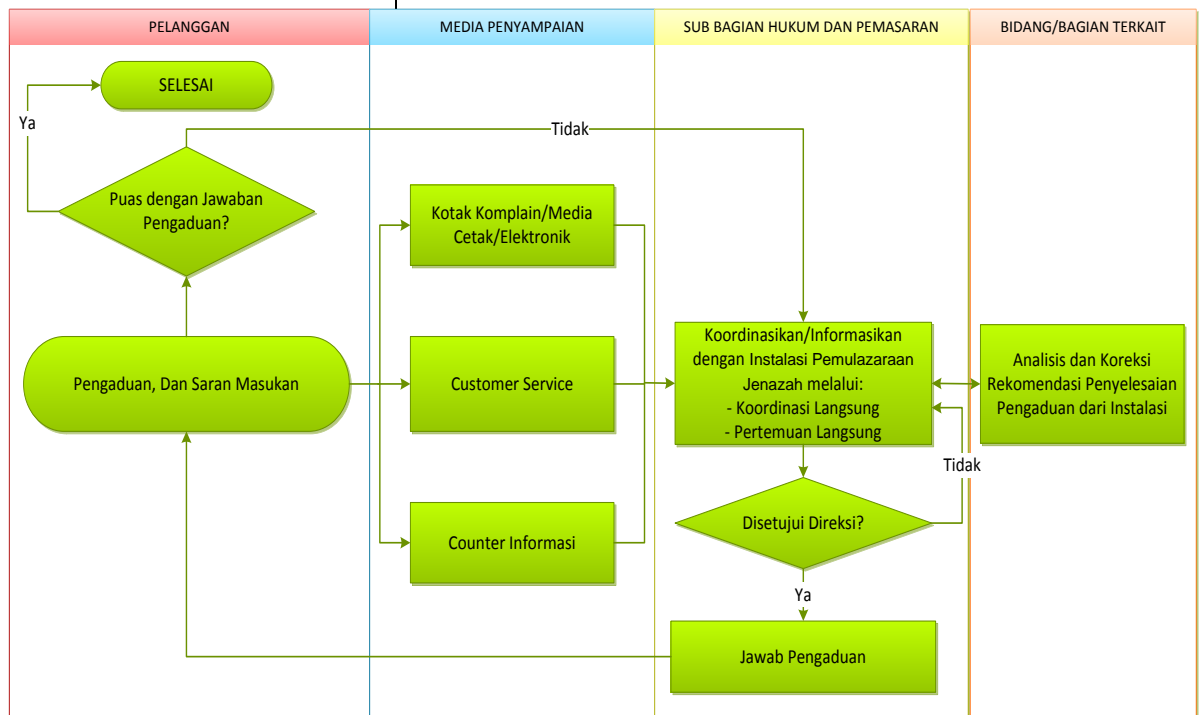 PELANGGAN
MEDIA PENYAMPAIAN
SUB BAGIAN HUKUM DAN PEMASARAN
BIDANG/BAGIAN TERKAIT
SELESAI
Ya
Tidak
Puas dengan Jawaban
Pengaduan?
Kotak Komplain/Media
Cetak/Elektronik
Pengaduan, Dan Saran Masukan
Customer Service
Koordinasikan/Informasikan
dengan Instalasi Pemulazaraan
Jenazah melalui:
- Koordinasi Langsung
- Pertemuan Langsung
Analisis dan Koreksi
Rekomendasi Penyelesaian
Pengaduan dari Instalasi
Tidak
Counter Informasi
Disetujui Direksi?
Ya
Jawab Pengaduan